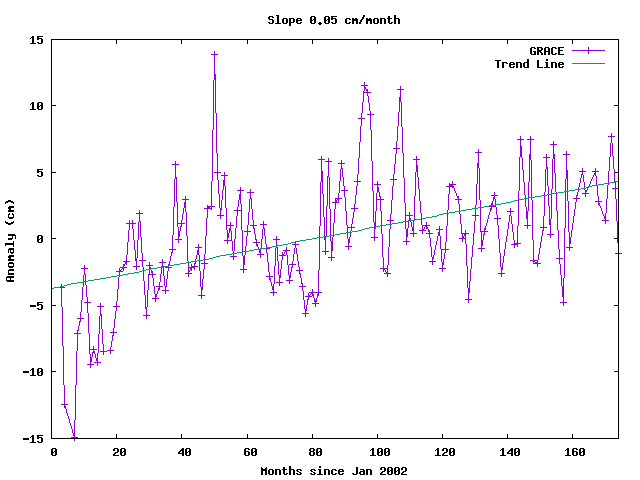 Slope 0.05 cm/month
15
10
5
0
-5
-10
-15
Anomaly (cm)
GRACE
Trend Line
0 20 40 60 80 100 120 140 160
Months since Jan 2002